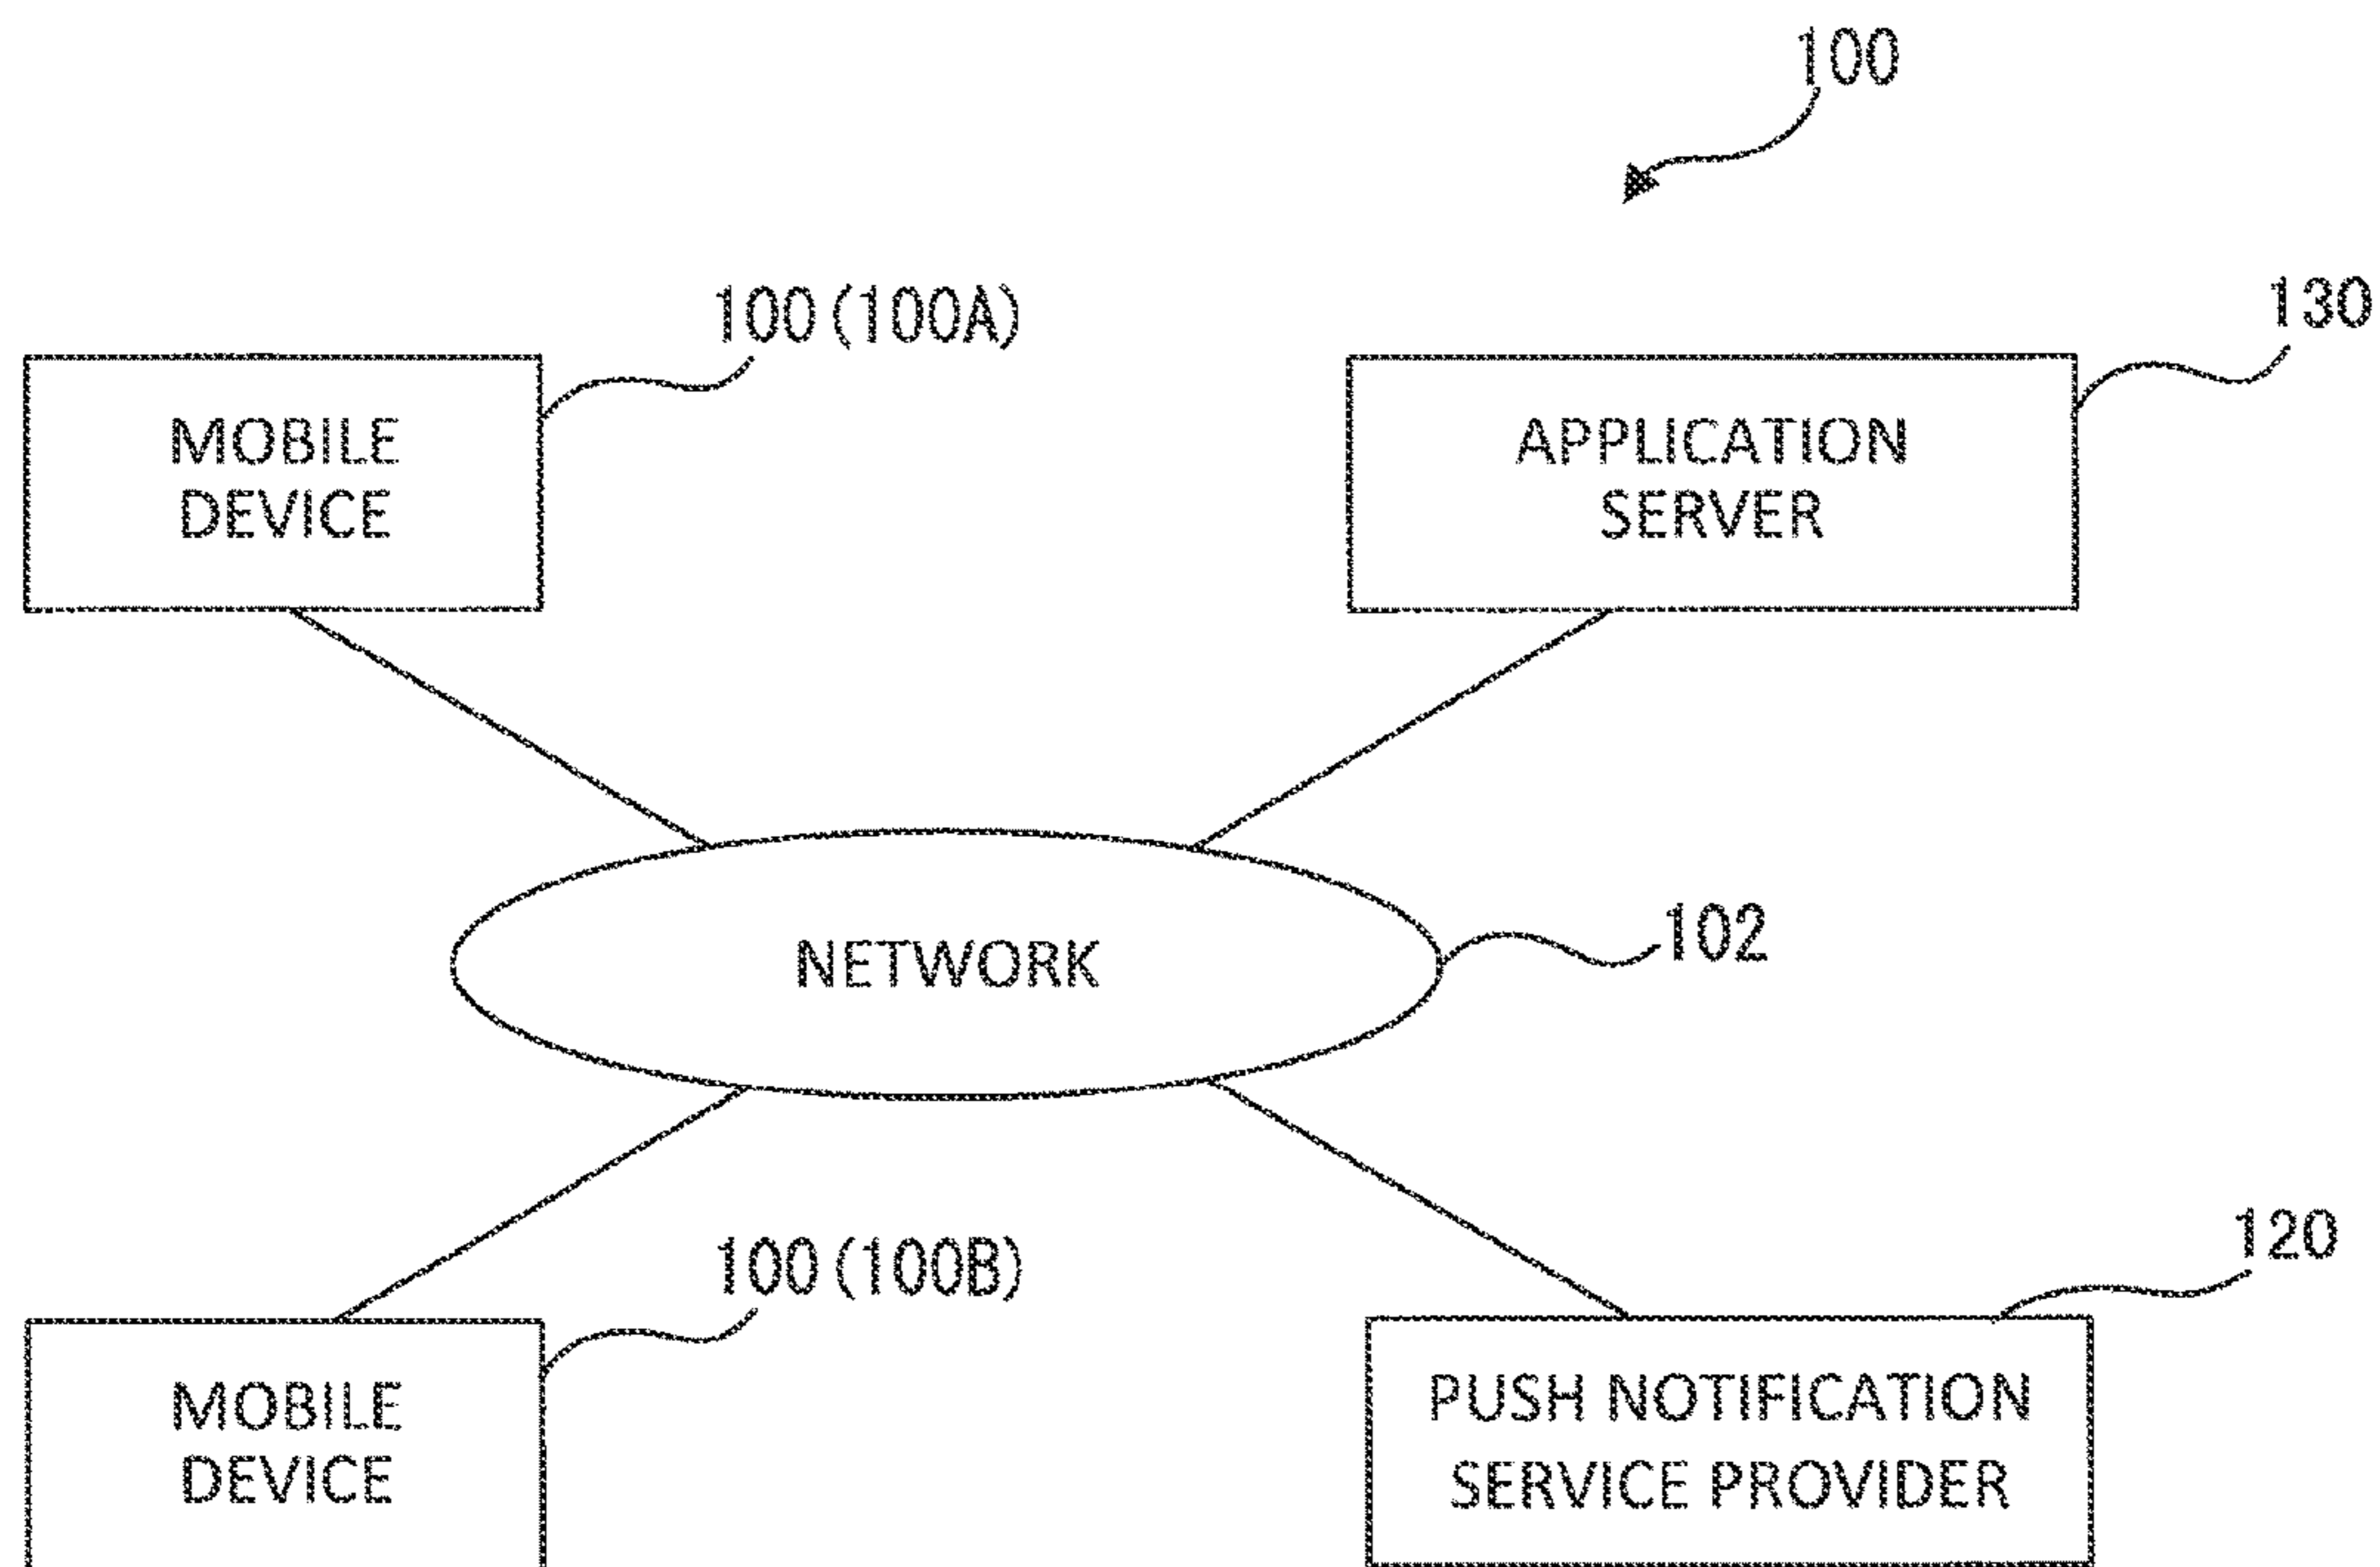 100
100(100A)
130
MOBILE
DEVICE
APPLICATION
SERVER
NETWORK
102
100(100B)
120
MOBILE
DEVICE
PUSH NOTIFICATION
SERVICE PROVIDER